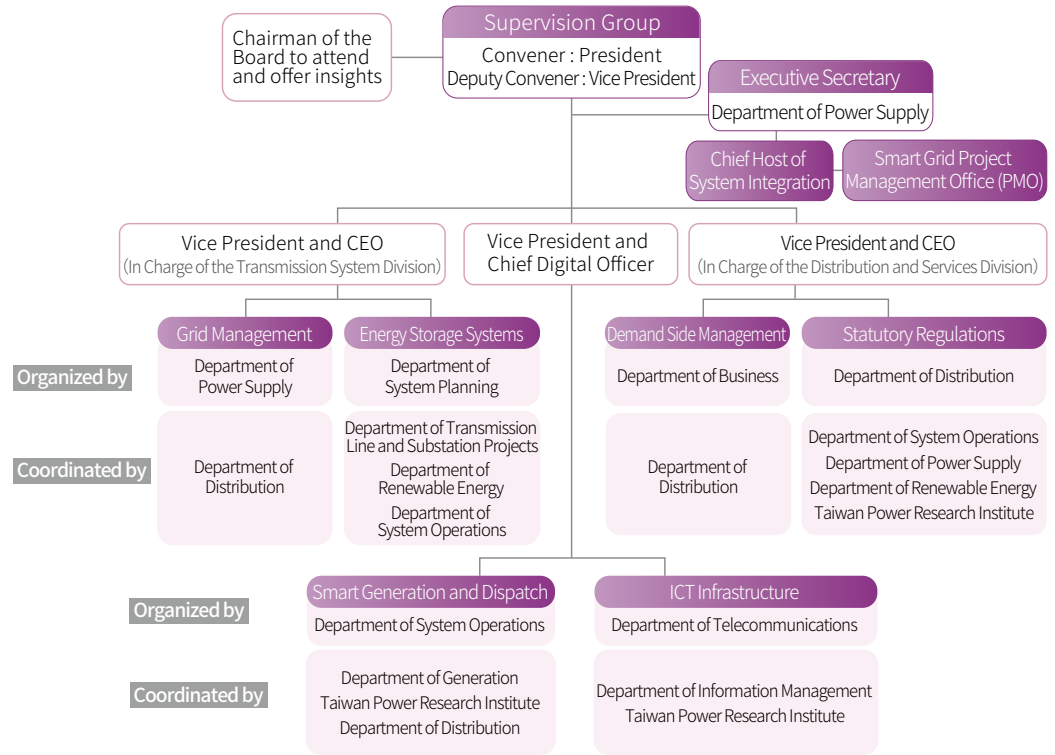 Supervision Group
Convener : President
Deputy Convener : Vice President
Chairman of the
Board to attend
and offer insights
Executive Secretary
Department of Power Supply
Chief Host of
System Integration
Smart Grid Project
Management Office (PMO)
Vice President and CEO
(In Charge of the Transmission System Division)
Vice President and
Chief Digital Officer
Vice President and CEO
(In Charge of the Distribution and Services Division)
Grid Management
Energy Storage Systems
Demand Side Management
Statutory Regulations
Organized by
Department of
Power Supply
Department of
System Planning
Department of Business
Department of Distribution
Coordinated by
Department of
Distribution
Department of Transmission
Line and Substation Projects
Department of
Renewable Energy
Department of
System Operations
Department of
Distribution
Department of System Operations
Department of Power Supply
Department of Renewable Energy
Taiwan Power Research Institute
Smart Generation and Dispatch
ICT Infrastructure
Organized by
Department of System Operations
Department of Telecommunications
Coordinated by
Department of Generation
Taiwan Power Research Institute
Department of Distribution
Department of Information Management
Taiwan Power Research Institute